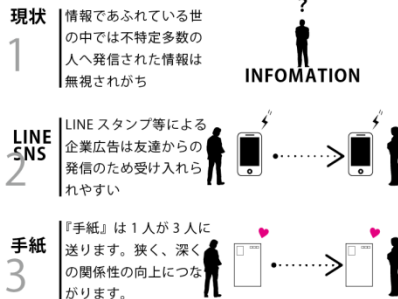 現状
1
情報であふれている世
の中では不特定多数の
人へ発信された情報は
無視されがち
?
INFOMATION
LINE
SNS
2
LINE スタンプ等による
企業広告は友達からの
発信のため受け入れら
れやすい
手紙
3
『手紙』は 1 人が 3 人に
送ります。狭く、深く
の関係性の向上につな
がります。